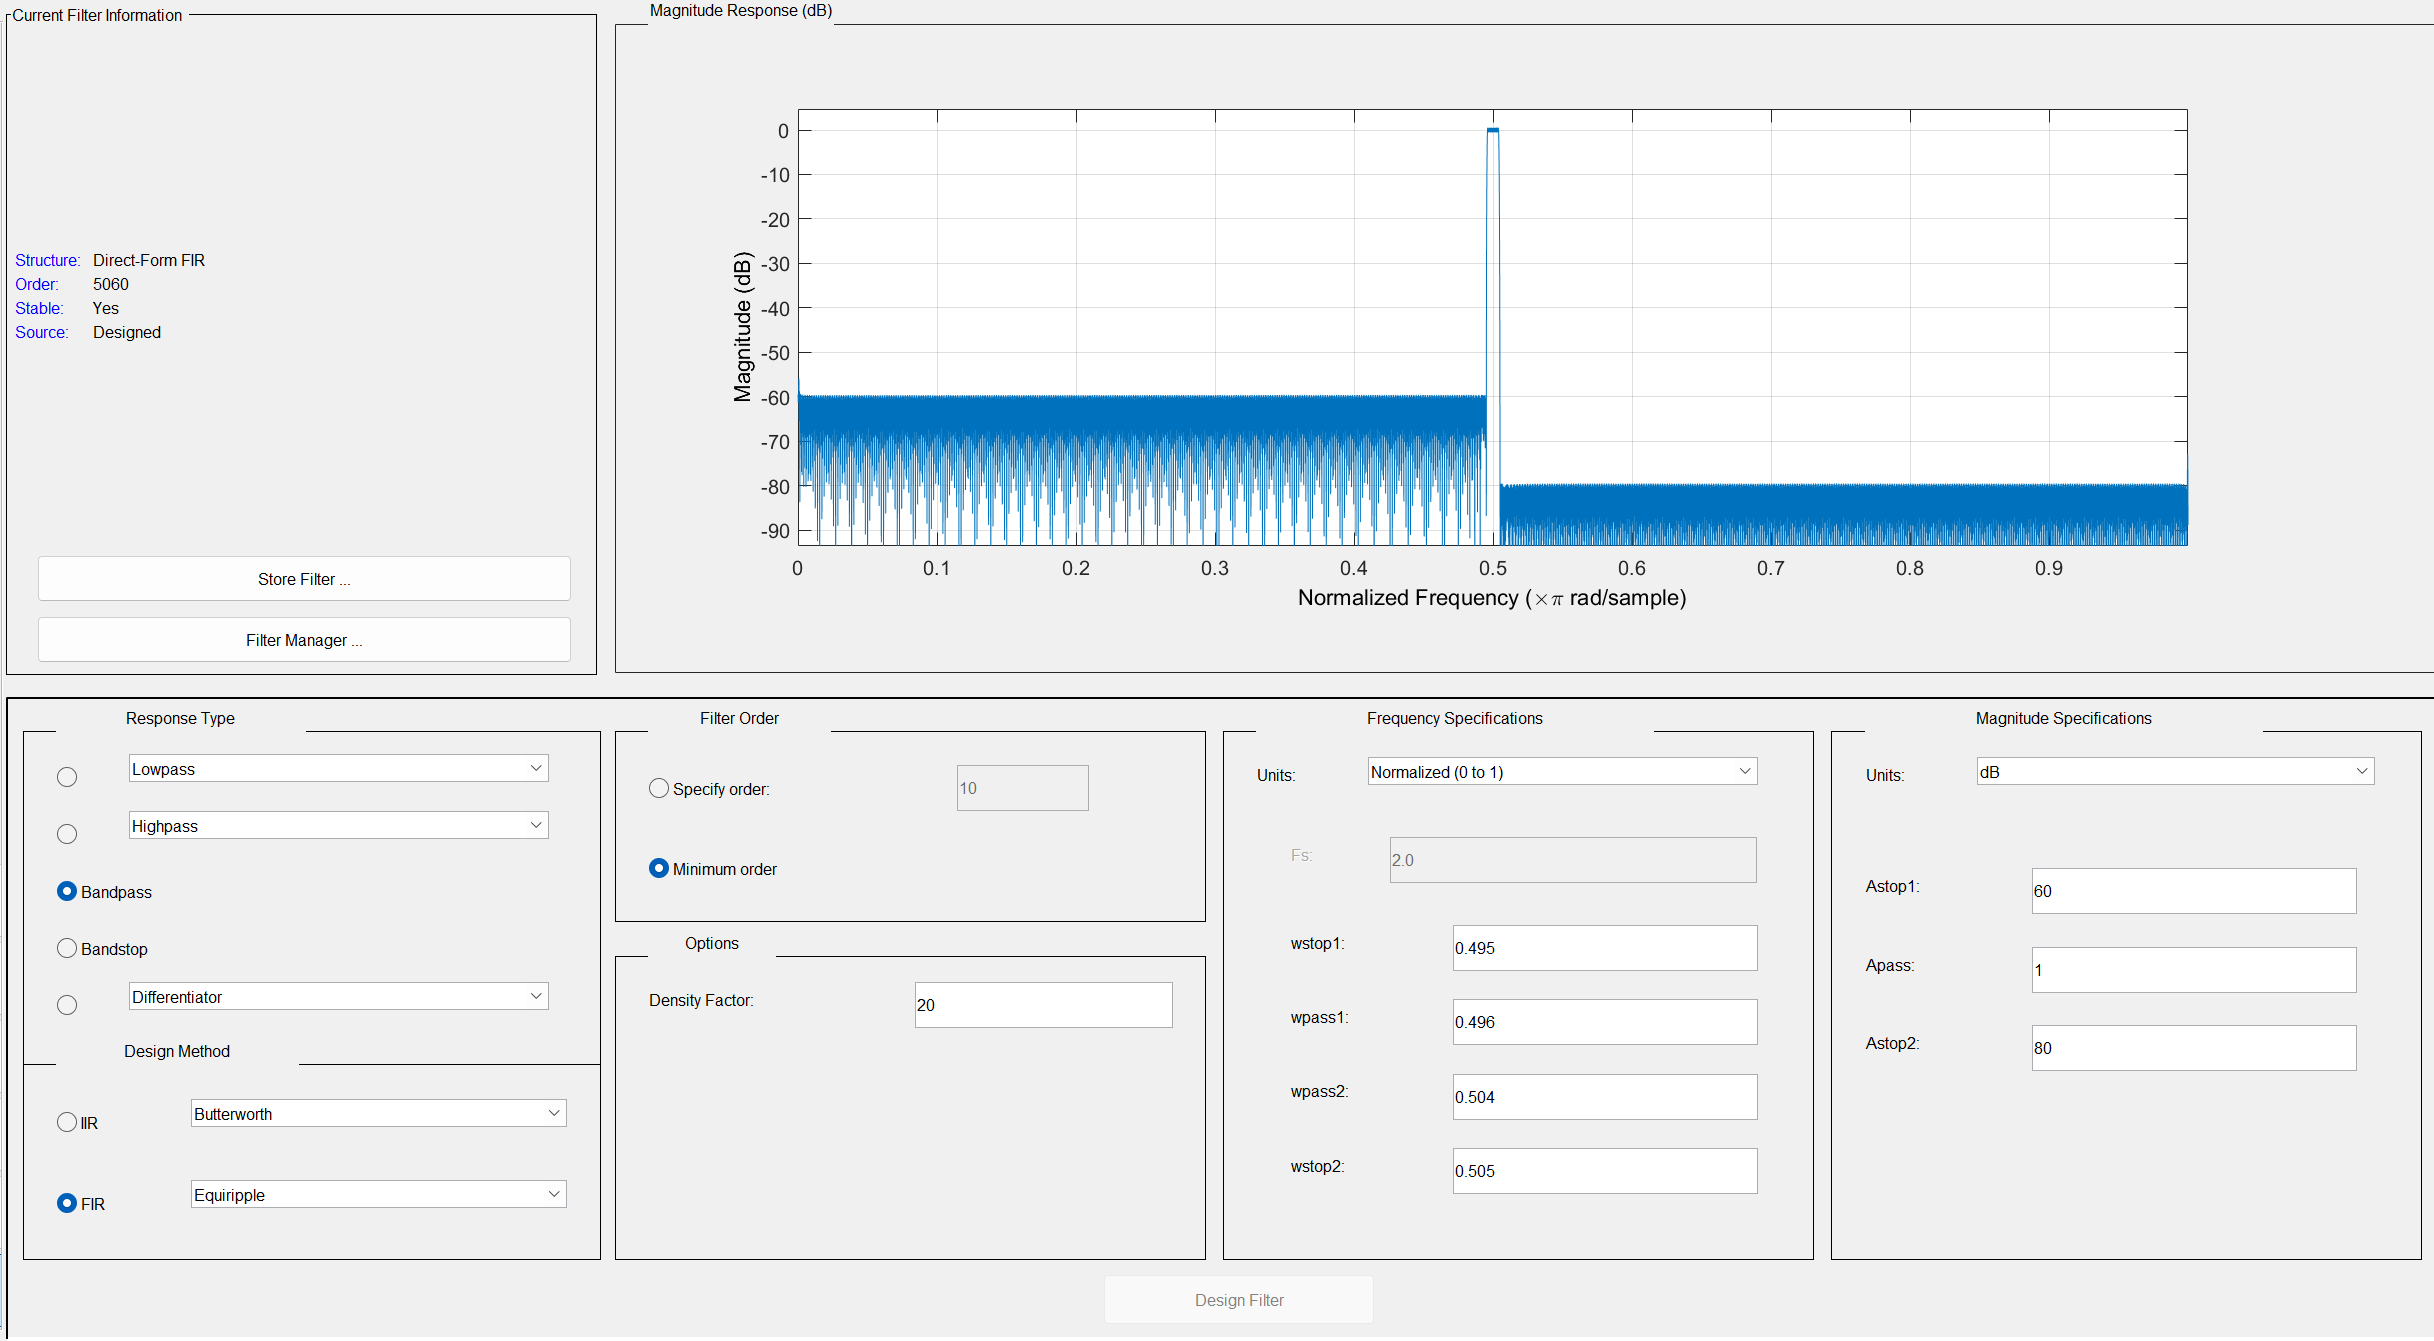 Current Filter Information
Structure: Direct-Form FIR
Order: 5060
Stable: Yes
Source: Designed
Store Filter ...
Filter Manager ...
Magnitude Response (dB)
0
-10
-20
-30
-40
-50
-60
-70
-80
-90
Magnitude (dB)
0 0.1 0.2 0.3 0.4 0.5 0.6 0.7 0.8 0.9
Normalized Frequency (×π rad/sample)
Response Type
Lowpass
Highpass
Bandpass
Bandstop
Differentiator
Design Method
IIR Butterworth
FIR Equiripple
Filter Order
Specify order: 10
Minimum order
Options
Density Factor: 20
Frequency Specifications
Units: Normalized (0 to 1)
Fs: 2.0
wstop1: 0.495
wpass1: 0.496
wpass2: 0.504
wstop2: 0.505
Magnitude Specifications
Units: dB
Astop1: 60
Apass: 1
Astop2: 80
Design Filter